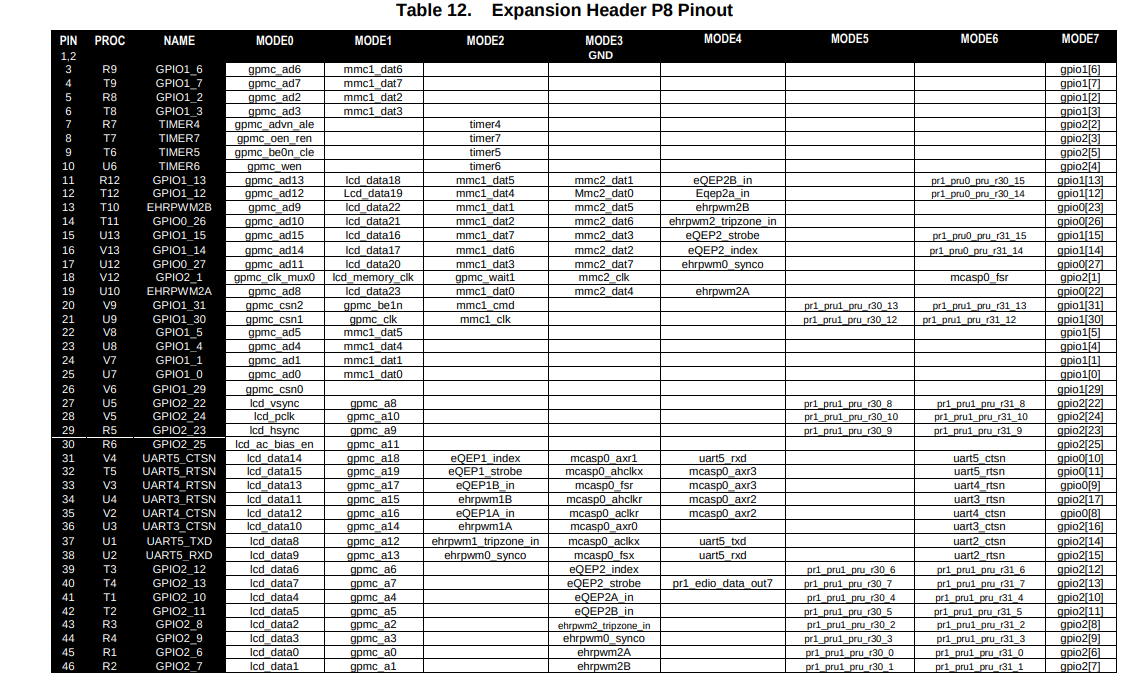 Table 12. Expansion Header P8 Pinout
PIN PROC NAME MODE0 MODE1 MODE2 MODE3 MODE4 MODE5 MODE6 MODE7
1,2 GND
3 R9 GPIO1_6 gpmc_ad6 mmc1_dat6 gpio1[6]
4 T9 GPIO1_7 gpmc_ad7 mmc1_dat7 gpio1[7]
5 R8 GPIO1_2 gpmc_ad2 mmc1_dat2 gpio1[2]
6 T8 GPIO1_3 gpmc_ad3 mmc1_dat3 gpio1[3]
7 R7 TIMER4 gpmc_advn_ale timer4 gpio2[2]
8 T7 TIMER7 gpmc_oen_ren timer7 gpio2[3]
9 T6 TIMER5 gpmc_be0n_cle timer5 gpio2[5]
10 U6 TIMER6 gpmc_wen timer6 gpio2[4]
11 R12 GPIO1_13 gpmc_ad13 lcd_data18 mmc1_dat5 mmc2_dat1 eQEP2B_in pr1_pru0_pru_r30_15 gpio1[13]
12 T12 GPIO1_12 gpmc_ad12 Lcd_data19 mmc1_dat4 Mmc2_dat0 Eqep2a_in pr1_pru0_pru_r30_14 gpio1[12]
13 T10 EHRPWM2B gpmc_ad9 lcd_data22 mmc1_dat1 mmc2_dat5 ehrpwm2B gpio0[23]
14 T11 GPIO0_26 gpmc_ad10 lcd_data21 mmc1_dat2 mmc2_dat6 ehrpwm2_tripzone_in gpio0[26]
15 U13 GPIO1_15 gpmc_ad15 lcd_data16 mmc1_dat7 mmc2_dat3 eQEP2_strobe pr1_pru0_pru_r31_15 gpio1[15]
16 V13 GPIO1_14 gpmc_ad14 lcd_data17 mmc1_dat6 mmc2_dat2 eQEP2_index pr1_pru0_pru_r31_14 gpio1[14]
17 U12 GPIO0_27 gpmc_ad11 lcd_data20 mmc1_dat3 mmc2_dat7 ehrpwm0_synco gpio0[27]
18 V12 GPIO2_1 gpmc_clk_mux0 lcd_memory_clk gpmc_wait1 mmc2_clk mcasp0_fsr gpio2[1]
19 U10 EHRPWM2A gpmc_ad8 lcd_data23 mmc1_dat0 mmc2_dat4 ehrpwm2A gpio0[22]
20 V9 GPIO1_31 gpmc_csn2 gpmc_be1n mmc1_cmd pr1_pru1_pru_r30_13 pr1_pru1_pru_r31_13 gpio1[31]
21 U9 GPIO1_30 gpmc_csn1 gpmc_clk mmc1_clk pr1_pru1_pru_r30_12 pr1_pru1_pru_r31_12 gpio1[30]
22 V8 GPIO1_5 gpmc_ad5 mmc1_dat5 gpio1[5]
23 U8 GPIO1_4 gpmc_ad4 mmc1_dat4 gpio1[4]
24 V7 GPIO1_1 gpmc_ad1 mmc1_dat1 gpio1[1]
25 U7 GPIO1_0 gpmc_ad0 mmc1_dat0 gpio1[0]
26 V6 GPIO1_29 gpmc_csn0 gpio1[29]
27 U5 GPIO2_22 lcd_vsync gpmc_a8 pr1_pru1_pru_r30_8 pr1_pru1_pru_r31_8 gpio2[22]
28 V5 GPIO2_24 lcd_pclk gpmc_a10 pr1_pru1_pru_r30_10 pr1_pru1_pru_r31_10 gpio2[24]
29 R5 GPIO2_23 lcd_hsync gpmc_a9 pr1_pru1_pru_r30_9 pr1_pru1_pru_r31_9 gpio2[23]
30 R6 GPIO2_25 lcd_ac_bias_en gpmc_a11 gpio2[25]
31 V4 UART5_CTSN lcd_data14 gpmc_a18 eQEP1_index mcasp0_axr1 uart5_rxd uart5_ctsn gpio0[10]
32 T5 UART5_RTSN lcd_data15 gpmc_a19 eQEP1_strobe mcasp0_ahclkx mcasp0_axr3 uart5_rtsn gpio0[11]
33 V3 UART4_RTSN lcd_data13 gpmc_a17 eQEP1B_in mcasp0_fsr mcasp0_axr3 uart4_rtsn gpio0[9]
34 U4 UART3_RTSN lcd_data11 gpmc_a15 ehrpwm1B mcasp0_ahclkr mcasp0_axr2 uart3_rtsn gpio2[17]
35 V2 UART4_CTSN lcd_data12 gpmc_a16 eQEP1A_in mcasp0_aclkr mcasp0_axr2 uart4_ctsn gpio0[8]
36 U3 UART3_CTSN lcd_data10 gpmc_a14 ehrpwm1A mcasp0_axr0 uart3_ctsn gpio2[16]
37 U1 UART5_TXD lcd_data8 gpmc_a12 ehrpwm1_tripzone_in mcasp0_aclkx uart5_txd uart2_ctsn gpio2[14]
38 U2 UART5_RXD lcd_data9 gpmc_a13 ehrpwm0_synco mcasp0_fsx uart5_rxd uart2_rtsn gpio2[15]
39 T3 GPIO2_12 lcd_data6 gpmc_a6 eQEP2_index pr1_pru1_pru_r30_6 pr1_pru1_pru_r31_6 gpio2[12]
40 T4 GPIO2_13 lcd_data7 gpmc_a7 eQEP2_strobe pr1_edio_data_out7 pr1_pru1_pru_r30_7 pr1_pru1_pru_r31_7 gpio2[13]
41 T1 GPIO2_10 lcd_data4 gpmc_a4 eQEP2A_in pr1_pru1_pru_r30_4 pr1_pru1_pru_r31_4 gpio2[10]
42 T2 GPIO2_11 lcd_data5 gpmc_a5 eQEP2B_in pr1_pru1_pru_r30_5 pr1_pru1_pru_r31_5 gpio2[11]
43 R3 GPIO2_8 lcd_data2 gpmc_a2 ehrpwm2_tripzone_in pr1_pru1_pru_r30_2 pr1_pru1_pru_r31_2 gpio2[8]
44 R4 GPIO2_9 lcd_data3 gpmc_a3 ehrpwm0_synco pr1_pru1_pru_r30_3 pr1_pru1_pru_r31_3 gpio2[9]
45 R1 GPIO2_6 lcd_data0 gpmc_a0 ehrpwm2A pr1_pru1_pru_r30_0 pr1_pru1_pru_r31_0 gpio2[6]
46 R2 GPIO2_7 lcd_data1 gpmc_a1 ehrpwm2B pr1_pru1_pru_r30_1 pr1_pru1_pru_r31_1 gpio2[7]